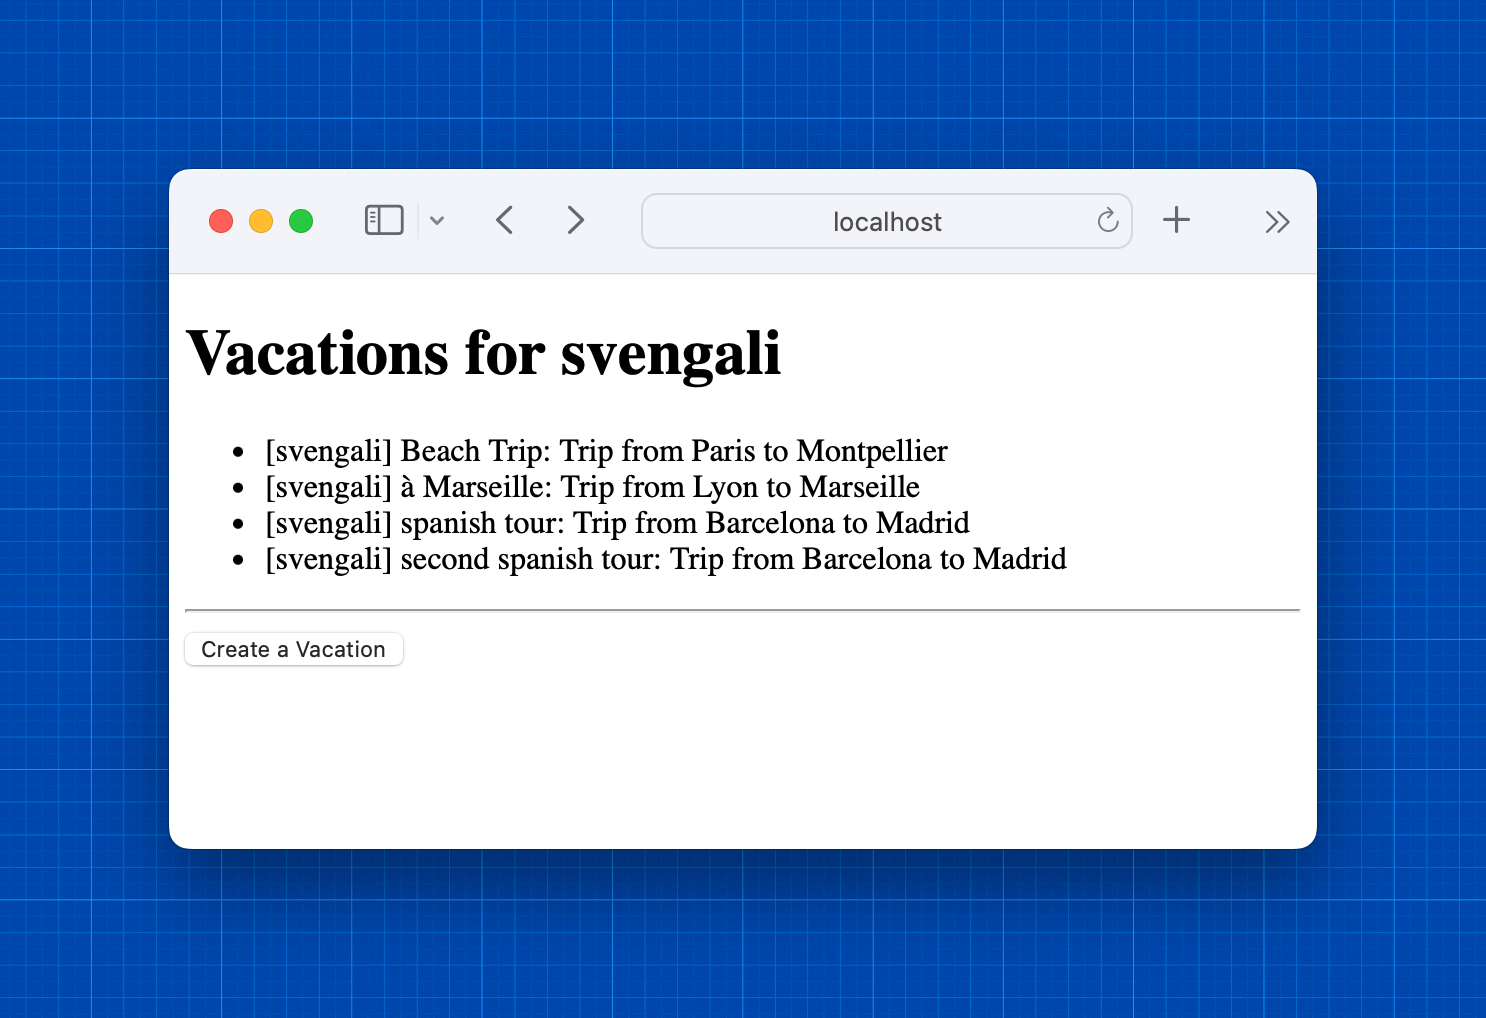 localhost
Vacations for svengali
[svengali] Beach Trip: Trip from Paris to Montpellier
[svengali] à Marseille: Trip from Lyon to Marseille
[svengali] spanish tour: Trip from Barcelona to Madrid
[svengali] second spanish tour: Trip from Barcelona to Madrid
Create a Vacation